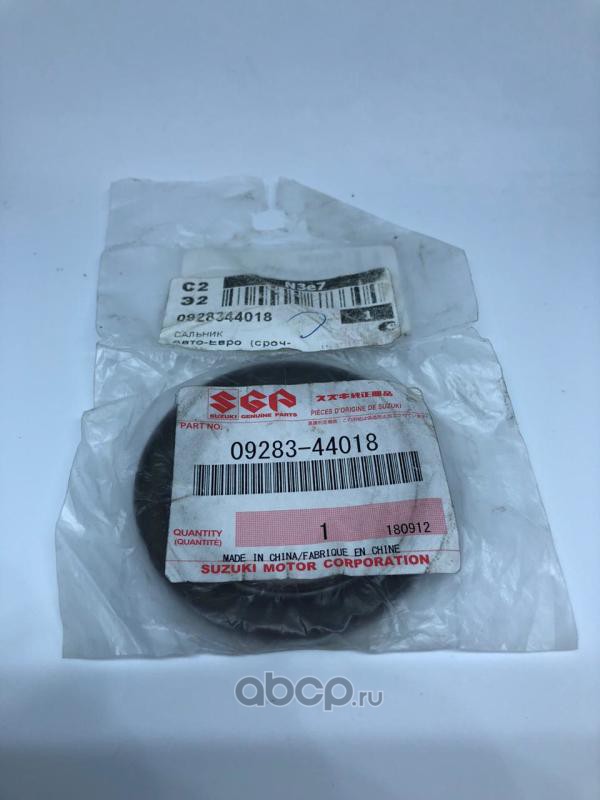 C2
N3e7
Э2
0928344018
1
САЛЬНИК
Авто-Евро (сроч-
SGP
SUZUKI GENUINE PARTS
スズキ純正部品
PIÈCES D'ORIGINE DE SUZUKI
PART NO.
09283-44018
QUANTITY
(QUANTITÉ)
1
180912
MADE IN CHINA/FABRIQUE EN CHINE
SUZUKI MOTOR CORPORATION
abcp.ru